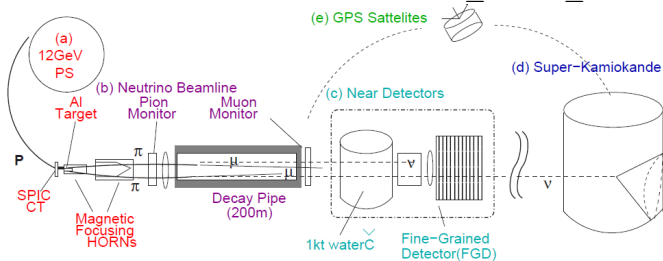 (e) GPS Sattelites
(a)
12GeV
PS
(d) Super-Kamiokande
(b) Neutrino Beamline
(c) Near Detectors
Al
Target
Pion
Monitor
Muon
Monitor
P
π
π
μ
μ
ν
ν
SPIC
CT
Magnetic
Focusing
HORNs
Decay Pipe
(200m)
1kt waterC
Fine-Grained
Detector(FGD)